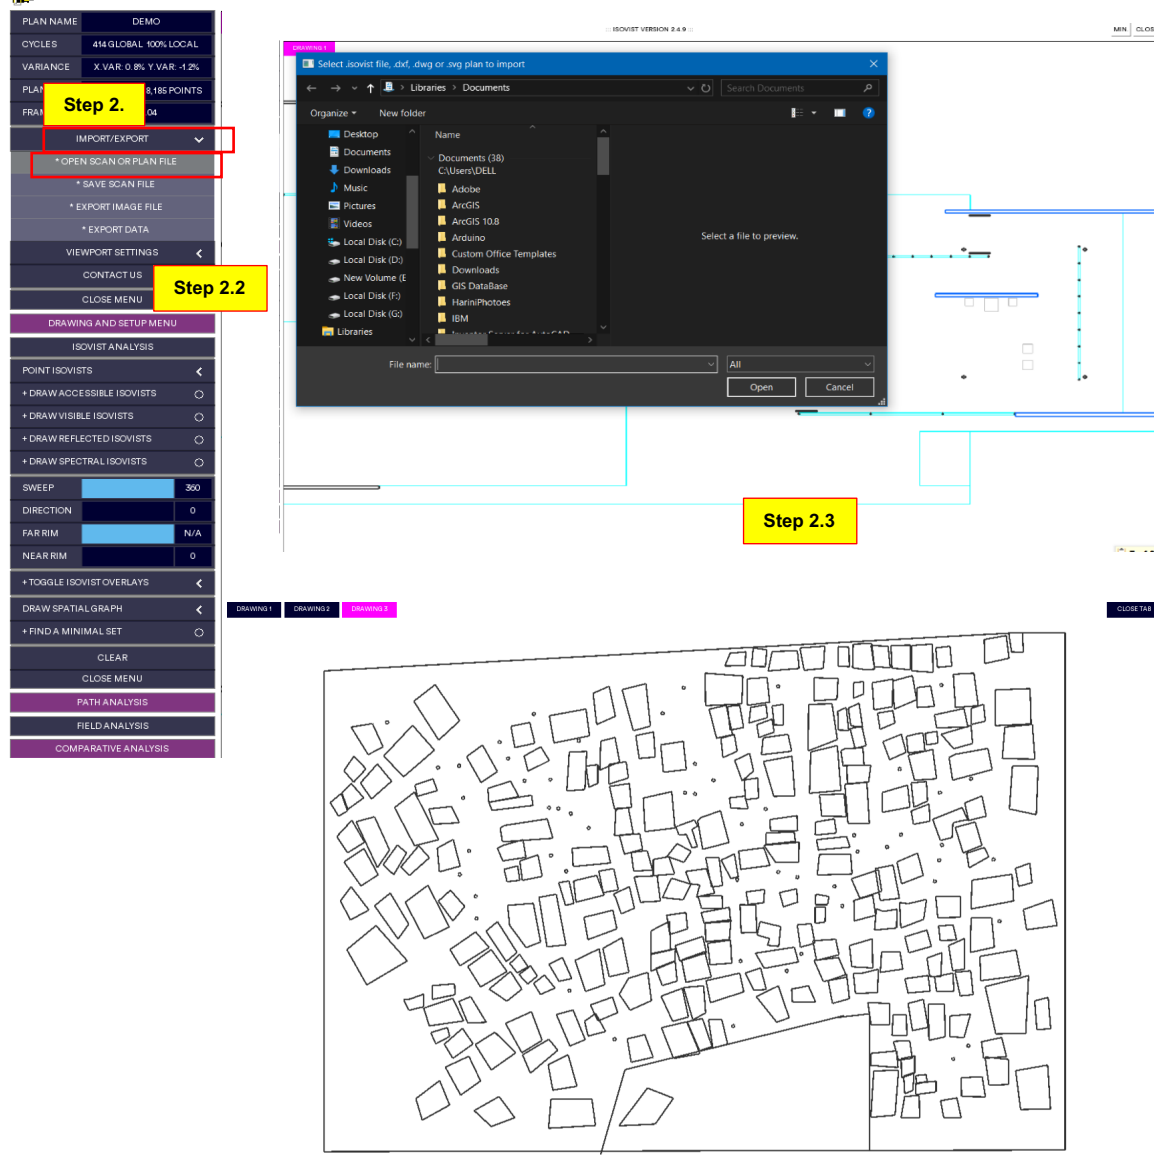 PLAN NAME DEMO
CYCLES 414 GLOBAL 100% LOCAL
VARIANCE X.VAR: 0.8% Y.VAR: -1.2%
8,185 POINTS
04
Step 2.
IMPORT/EXPORT
* OPEN SCAN OR PLAN FILE
* SAVE SCAN FILE
* EXPORT IMAGE FILE
* EXPORT DATA
VIEWPORT SETTINGS
CONTACT US
Step 2.2
CLOSE MENU
DRAWING AND SETUP MENU
ISOVIST ANALYSIS
POINT ISOVISTS
+ DRAW ACCESSIBLE ISOVISTS
+ DRAW VISIBLE ISOVISTS
+ DRAW REFLECTED ISOVISTS
+ DRAW SPECTRAL ISOVISTS
SWEEP 360
DIRECTION 0
FAR RIM N/A
NEAR RIM 0
+ TOGGLE ISOVIST OVERLAYS
DRAW SPATIAL GRAPH
+ FIND A MINIMAL SET
CLEAR
CLOSE MENU
PATH ANALYSIS
FIELD ANALYSIS
COMPARATIVE ANALYSIS
::: ISOVIST VERSION 2.4.9 :::
MIN. CLOS
DRAWING 1
Select .isovist file, .dxf, .dwg or .svg plan to import
Libraries > Documents
Search Documents
Organize New folder
Desktop
Documents
Downloads
Music
Pictures
Videos
Local Disk (C:)
Local Disk (D:)
New Volume (E
Local Disk (F:)
Local Disk (G:)
Libraries
Name
Documents (38)
C:\Users\DELL
Adobe
ArcGIS
ArcGIS 10.8
Arduino
Custom Office Templates
Downloads
GIS DataBase
HariniPhotoes
IBM
Inventor Server for AutoCAD
Select a file to preview.
File name: All
Open Cancel
Step 2.3
DRAWING 1 DRAWING 2 DRAWING 3
CLOSE TAB